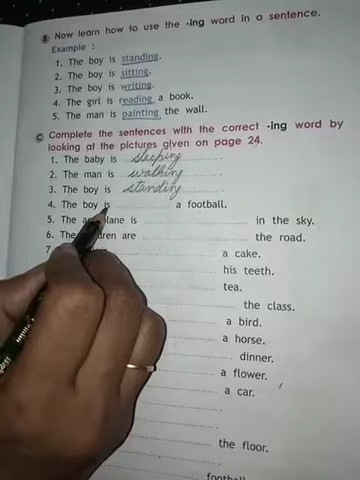 B Now learn how to use the -ing word in a sentence.
Example :
1. The boy is standing.
2. The boy is sitting.
3. The boy is writing.
4. The girl is reading a book.
5. The man is painting the wall.
C Complete the sentences with the correct -ing word by
looking at the pictures given on page 24.
1. The baby is sleeping
2. The man is walking
3. The boy is standing
4. The boy is a football.
5. The plane is in the sky.
6. The are the road.
7 a cake.
his teeth.
tea.
the class.
a bird.
a horse.
dinner.
a flower.
a car.
the floor.
football